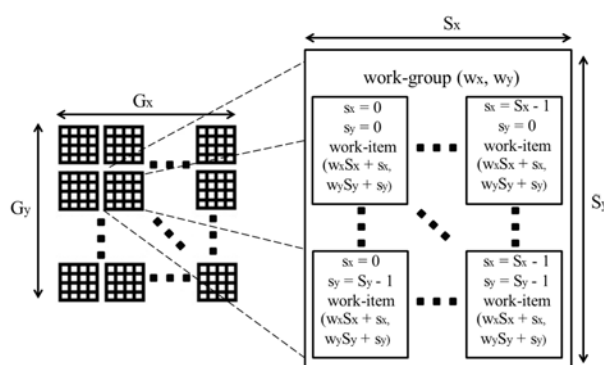 Sx
work-group (wx, wy)
Gx
Gy
sx = 0
sy = 0
work-item
(wxSx + sx,
wySy + sy)
sx = Sx - 1
sy = 0
work-item
(wxSx + sx,
wySy + sy)
Sy
sx = 0
sy = Sy - 1
work-item
(wxSx + sx,
wySy + sy)
sx = Sx - 1
sy = Sy - 1
work-item
(wxSx + sx,
wySy + sy)